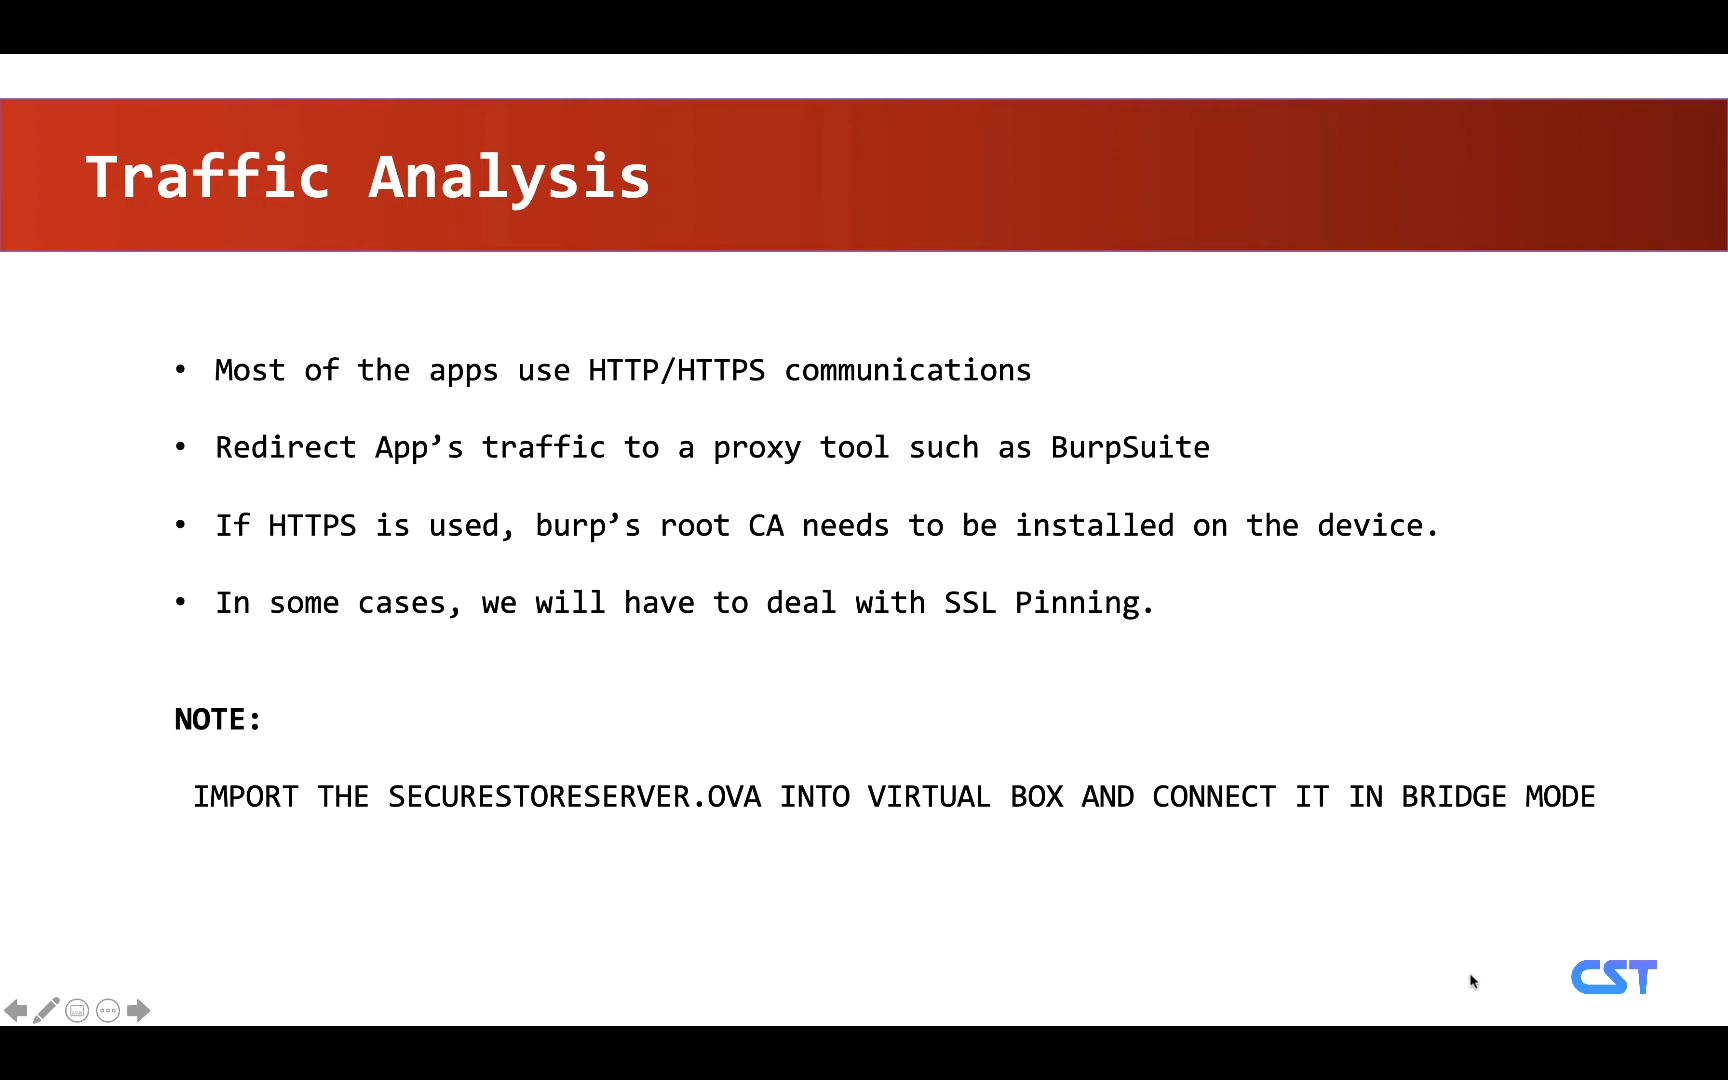 Traffic Analysis
• Most of the apps use HTTP/HTTPS communications
• Redirect App’s traffic to a proxy tool such as BurpSuite
• If HTTPS is used, burp’s root CA needs to be installed on the device.
• In some cases, we will have to deal with SSL Pinning.
NOTE:
IMPORT THE SECURESTORESERVER.OVA INTO VIRTUAL BOX AND CONNECT IT IN BRIDGE MODE
CST